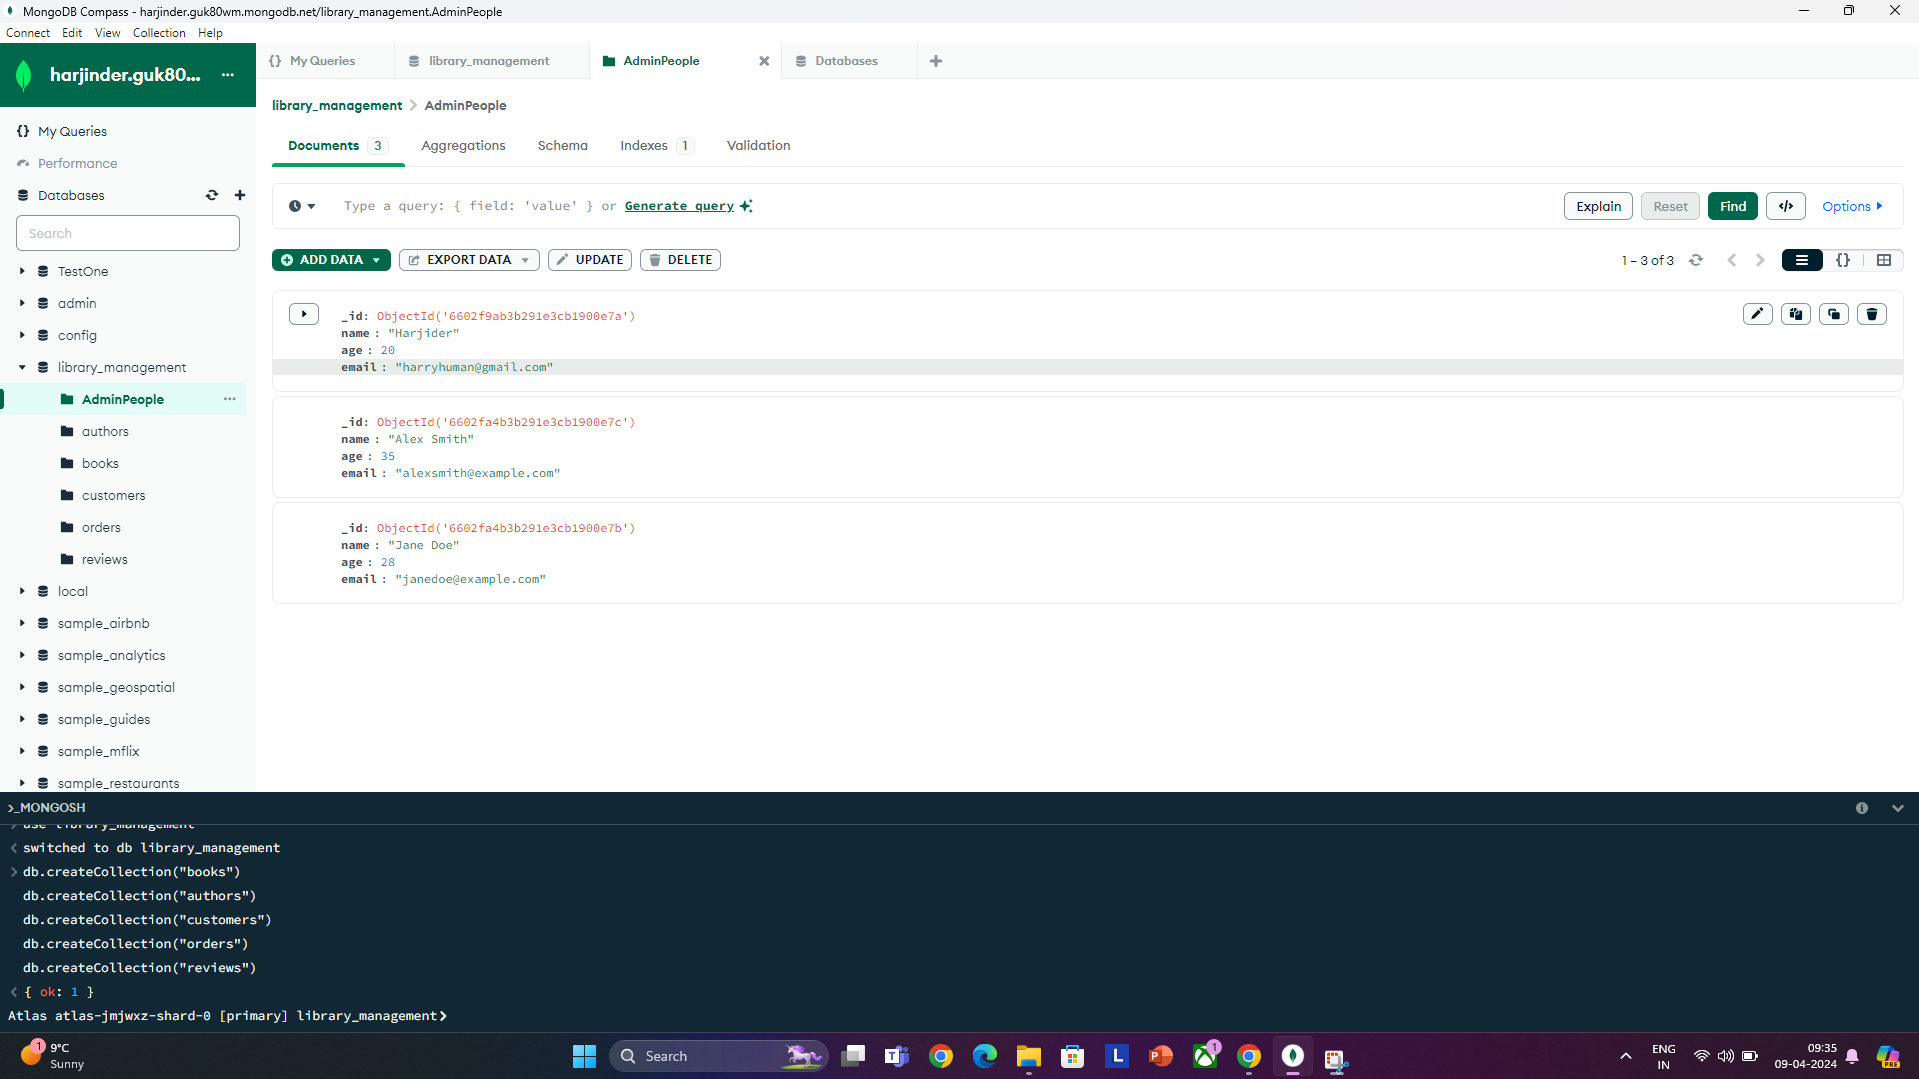 MongoDB Compass - harjinder.guk80wm.mongodb.net/library_management.AdminPeople
Connect Edit View Collection Help
harjinder.guk80... ...
{} My Queries
Performance
Databases
Search
TestOne
admin
config
library_management
AdminPeople ...
authors
books
customers
orders
reviews
local
sample_airbnb
sample_analytics
sample_geospatial
sample_guides
sample_mflix
sample_restaurants
{} My Queries library_management AdminPeople Databases
library_management > AdminPeople
Documents 3 Aggregations Schema Indexes 1 Validation
Type a query: { field: 'value' } or Generate query
Explain Reset Find </> Options
ADD DATA EXPORT DATA UPDATE DELETE
1 – 3 of 3 {}
_id: ObjectId('6602f9ab3b291e3cb1900e7a')
name : "Harjider"
age : 20
email : "harryhuman@gmail.com"
_id: ObjectId('6602fa4b3b291e3cb1900e7c')
name : "Alex Smith"
age : 35
email : "alexsmith@example.com"
_id: ObjectId('6602fa4b3b291e3cb1900e7b')
name : "Jane Doe"
age : 28
email : "janedoe@example.com"
>_MONGOSH
> use library_management
< switched to db library_management
> db.createCollection("books")
db.createCollection("authors")
db.createCollection("customers")
db.createCollection("orders")
db.createCollection("reviews")
< { ok: 1 }
Atlas atlas-jmjwxz-shard-0 [primary] library_management>
1 9°C
Sunny
Search
L
1
ENG
IN
09:35
09-04-2024
PRE